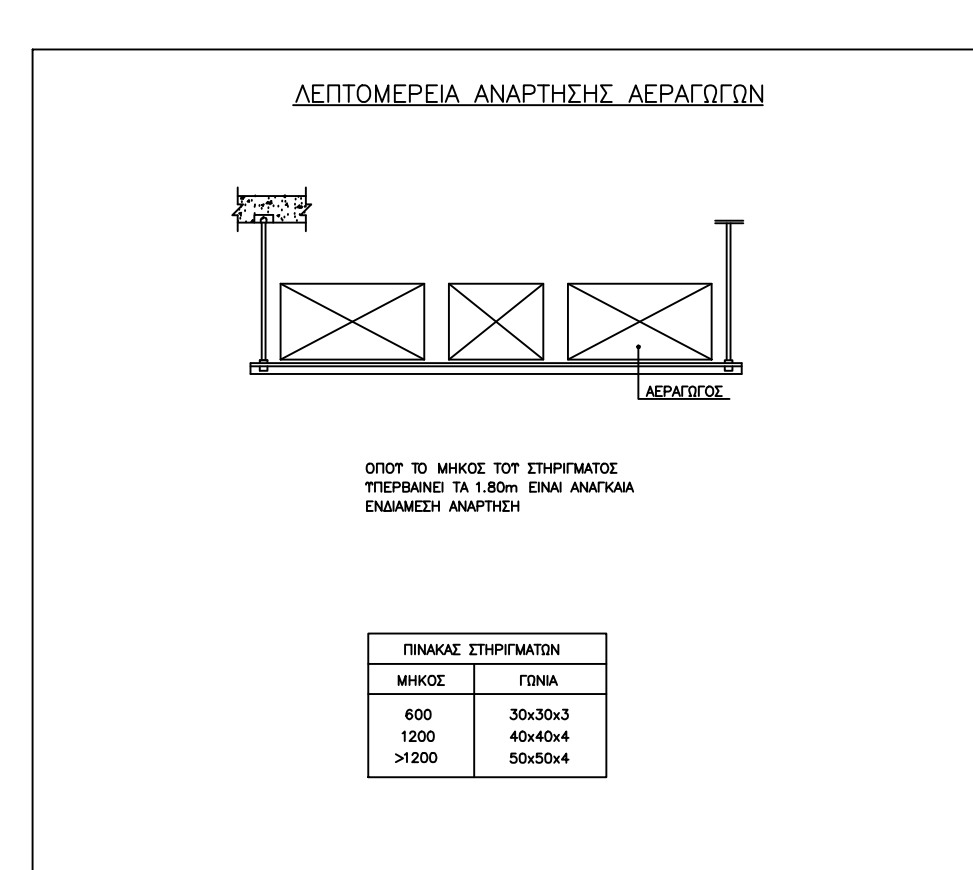 ΛΕΠΤΟΜΕΡΕΙΑ ΑΝΑΡΤΗΣΗΣ ΑΕΡΑΓΩΓΩΝ
ΑΕΡΑΓΩΓΟΣ
ΟΠΟΥ ΤΟ ΜΗΚΟΣ ΤΟΥ ΣΤΗΡΙΓΜΑΤΟΣ
ΥΠΕΡΒΑΙΝΕΙ ΤΑ 1.80m ΕΙΝΑΙ ΑΝΑΓΚΑΙΑ
ΕΝΔΙΑΜΕΣΗ ΑΝΑΡΤΗΣΗ
ΠΙΝΑΚΑΣ ΣΤΗΡΙΓΜΑΤΩΝ
ΜΗΚΟΣ ΓΩΝΙΑ
600 30x30x3
1200 40x40x4
>1200 50x50x4